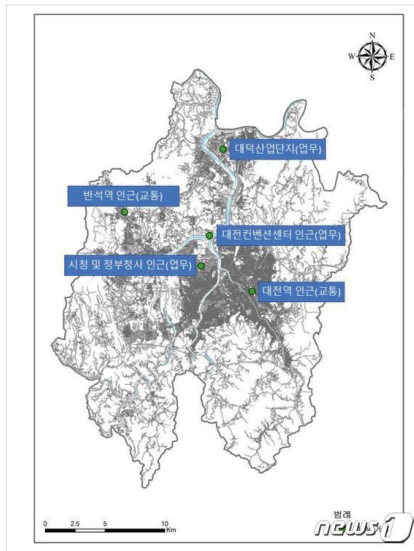 N
W E
S
대덕산업단지(업무)
반석역 인근(교통)
대전컨벤션센터 인근(업무)
시청 및 정부청사 인근(업무)
대전역 인근(교통)
범례
0 2.5 5 10
Km
news1